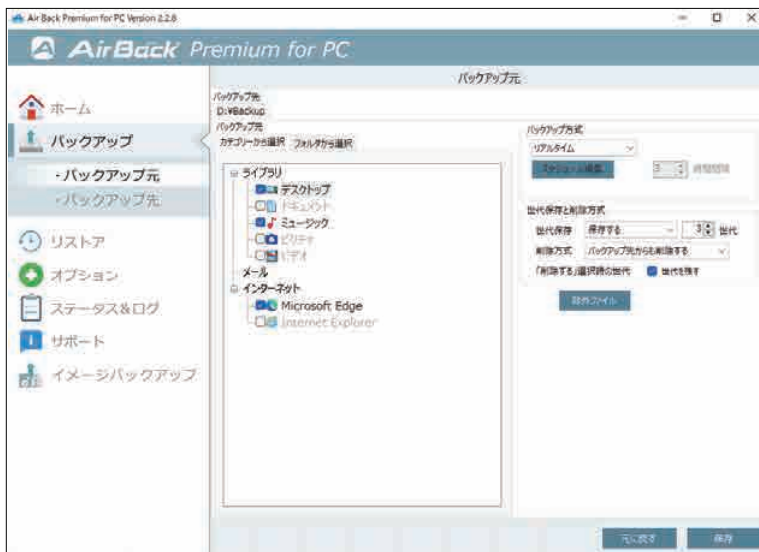 Air Back Premium for PC Version 2.2.8
AirBack Premium for PC
ホーム
バックアップ
・バックアップ元
・バックアップ先
リストア
オプション
ステータス&ログ
サポート
イメージバックアップ
バックアップ元
バックアップ先
D:¥Backup
バックアップ元
カテゴリーから選択 フォルダから選択
ライブラリ
デスクトップ
ドキュメント
ミュージック
ピクチャ
ビデオ
メール
インターネット
Microsoft Edge
Internet Explorer
バックアップ方式
リアルタイム
スケジュール編集 3 時間間隔
世代保存と削除方式
世代保存 保存する 3 世代
削除方式 バックアップ先からも削除する
「削除する」選択時の世代 世代を残す
除外ファイル
元に戻す 保存